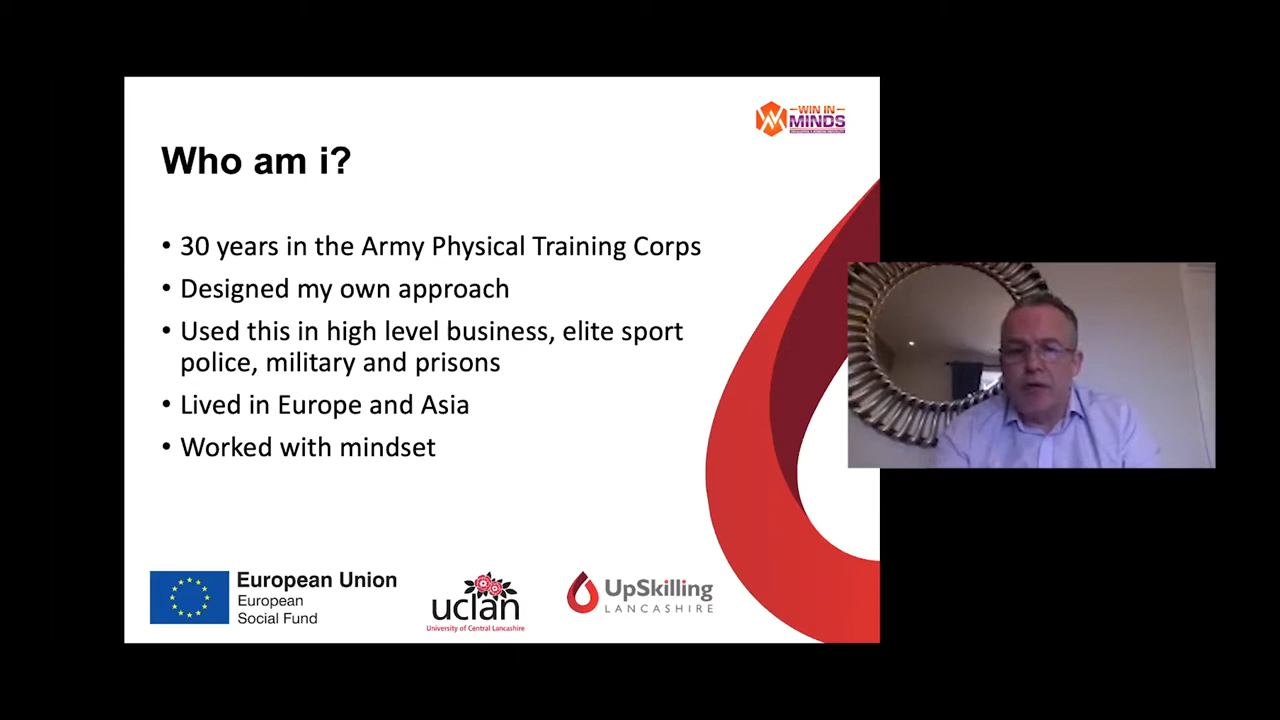 WIN IN
MINDS
Who am i?
• 30 years in the Army Physical Training Corps
• Designed my own approach
• Used this in high level business, elite sport
police, military and prisons
• Lived in Europe and Asia
• Worked with mindset
European Union
European
Social Fund
uclan
University of Central Lancashire
UpSkilling
LANCASHIRE